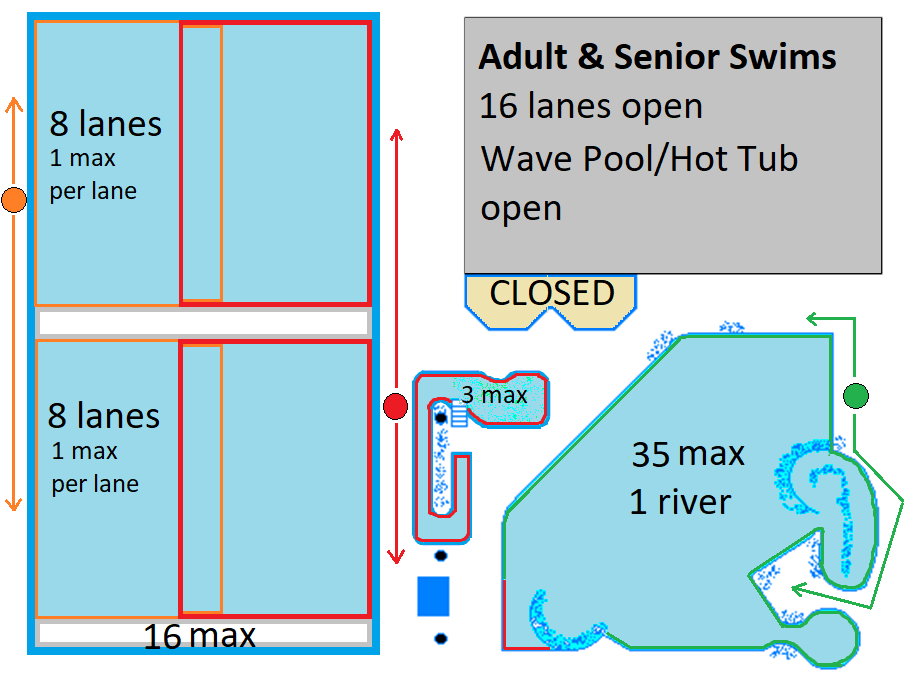 Adult & Senior Swims
16 lanes open
Wave Pool/Hot Tub
open
CLOSED
8 lanes
1 max
per lane
8 lanes
1 max
per lane
16 max
3 max
35 max
1 river